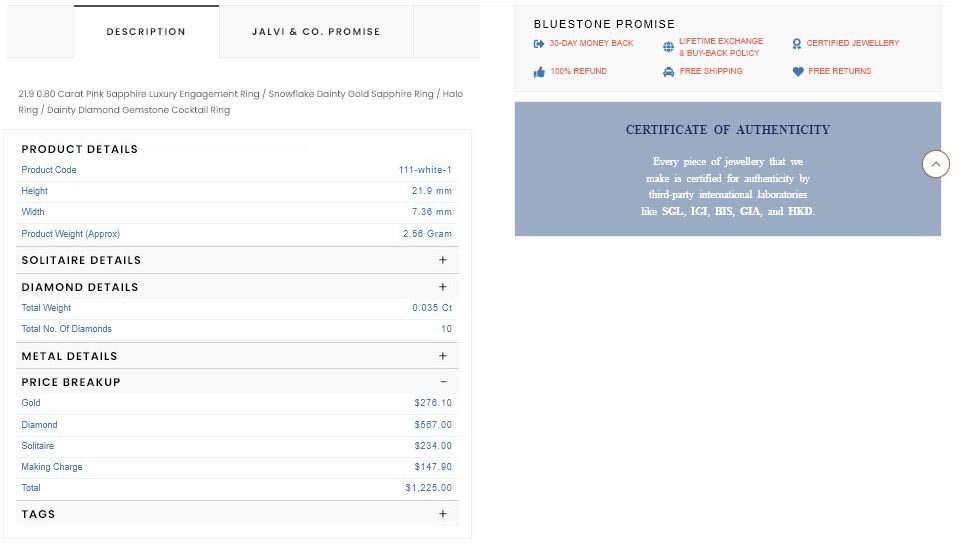 DESCRIPTION
JALVI & CO. PROMISE
21.9 0.80 Carat Pink Sapphire Luxury Engagement Ring / Snowflake Dainty Gold Sapphire Ring / Halo
Ring / Dainty Diamond Gemstone Cocktail Ring
PRODUCT DETAILS
Product Code 111-white-1
Height 21.9 mm
Width 7.36 mm
Product Weight (Approx) 2.56 Gram
SOLITAIRE DETAILS +
DIAMOND DETAILS +
Total Weight 0.035 Ct
Total No. Of Diamonds 10
METAL DETAILS +
PRICE BREAKUP −
Gold $276.10
Diamond $567.00
Solitaire $234.00
Making Charge $147.90
Total $1,225.00
TAGS +
BLUESTONE PROMISE
30-DAY MONEY BACK
LIFETIME EXCHANGE
& BUY-BACK POLICY
CERTIFIED JEWELLERY
100% REFUND
FREE SHIPPING
FREE RETURNS
CERTIFICATE OF AUTHENTICITY
Every piece of jewellery that we
make is certified for authenticity by
third-party international laboratories
like SGL, IGI, BIS, GIA, and HKD.